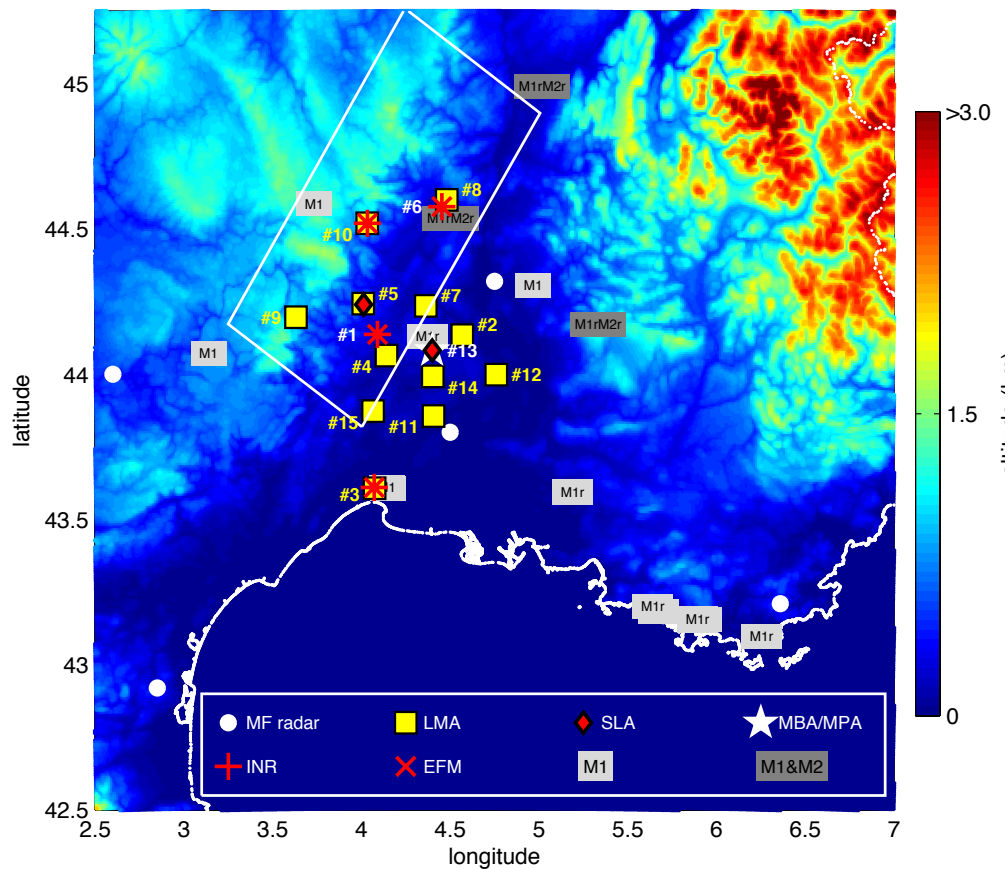 >3.0
M1rM2r
45
#8
M1
#6
M1rM2r
44.5
#10
M1
#5
#7
#9
#2
M1rM2r
#1
M1r
#13
M1
#4
44
#12
#14
1.5
#15
#11
latitude
#3
M1r
43.5
M1r
M1r
M1r
43
MF radar
LMA
SLA
MBA/MPA
0
INR
EFM
M1
M1&M2
42.5
2.5 3 3.5 4 4.5 5 5.5 6 6.5 7
longitude